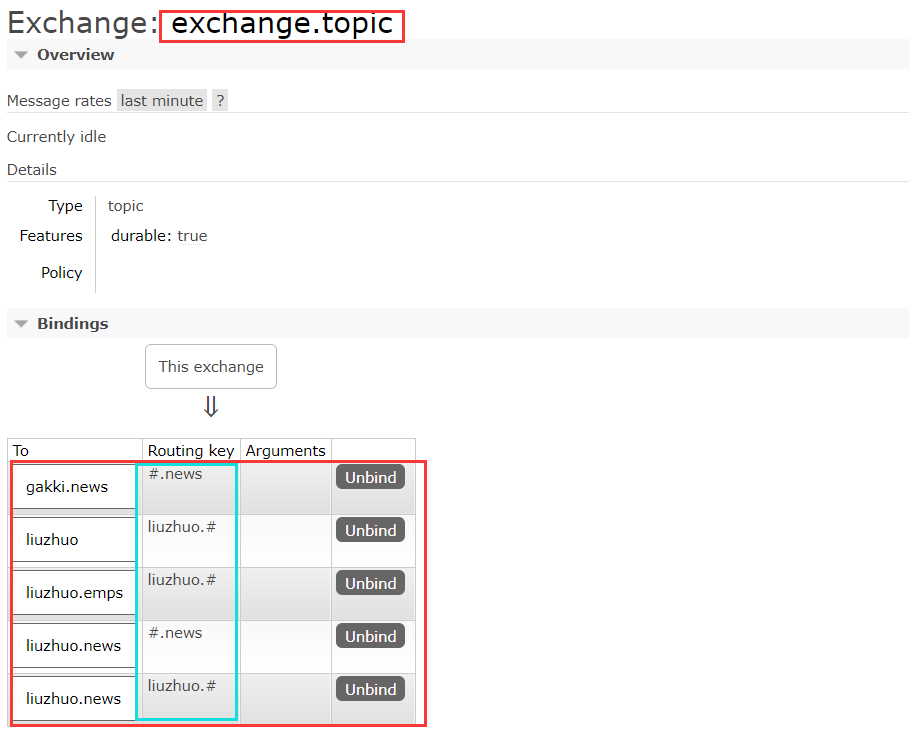 Exchange: exchange.topic
Overview
Message rates last minute ?
Currently idle
Details
Type topic
Features durable: true
Policy
Bindings
This exchange
⇓
To Routing key Arguments
gakki.news #.news Unbind
liuzhuo liuzhuo.# Unbind
liuzhuo.emps liuzhuo.# Unbind
liuzhuo.news #.news Unbind
liuzhuo.news liuzhuo.# Unbind